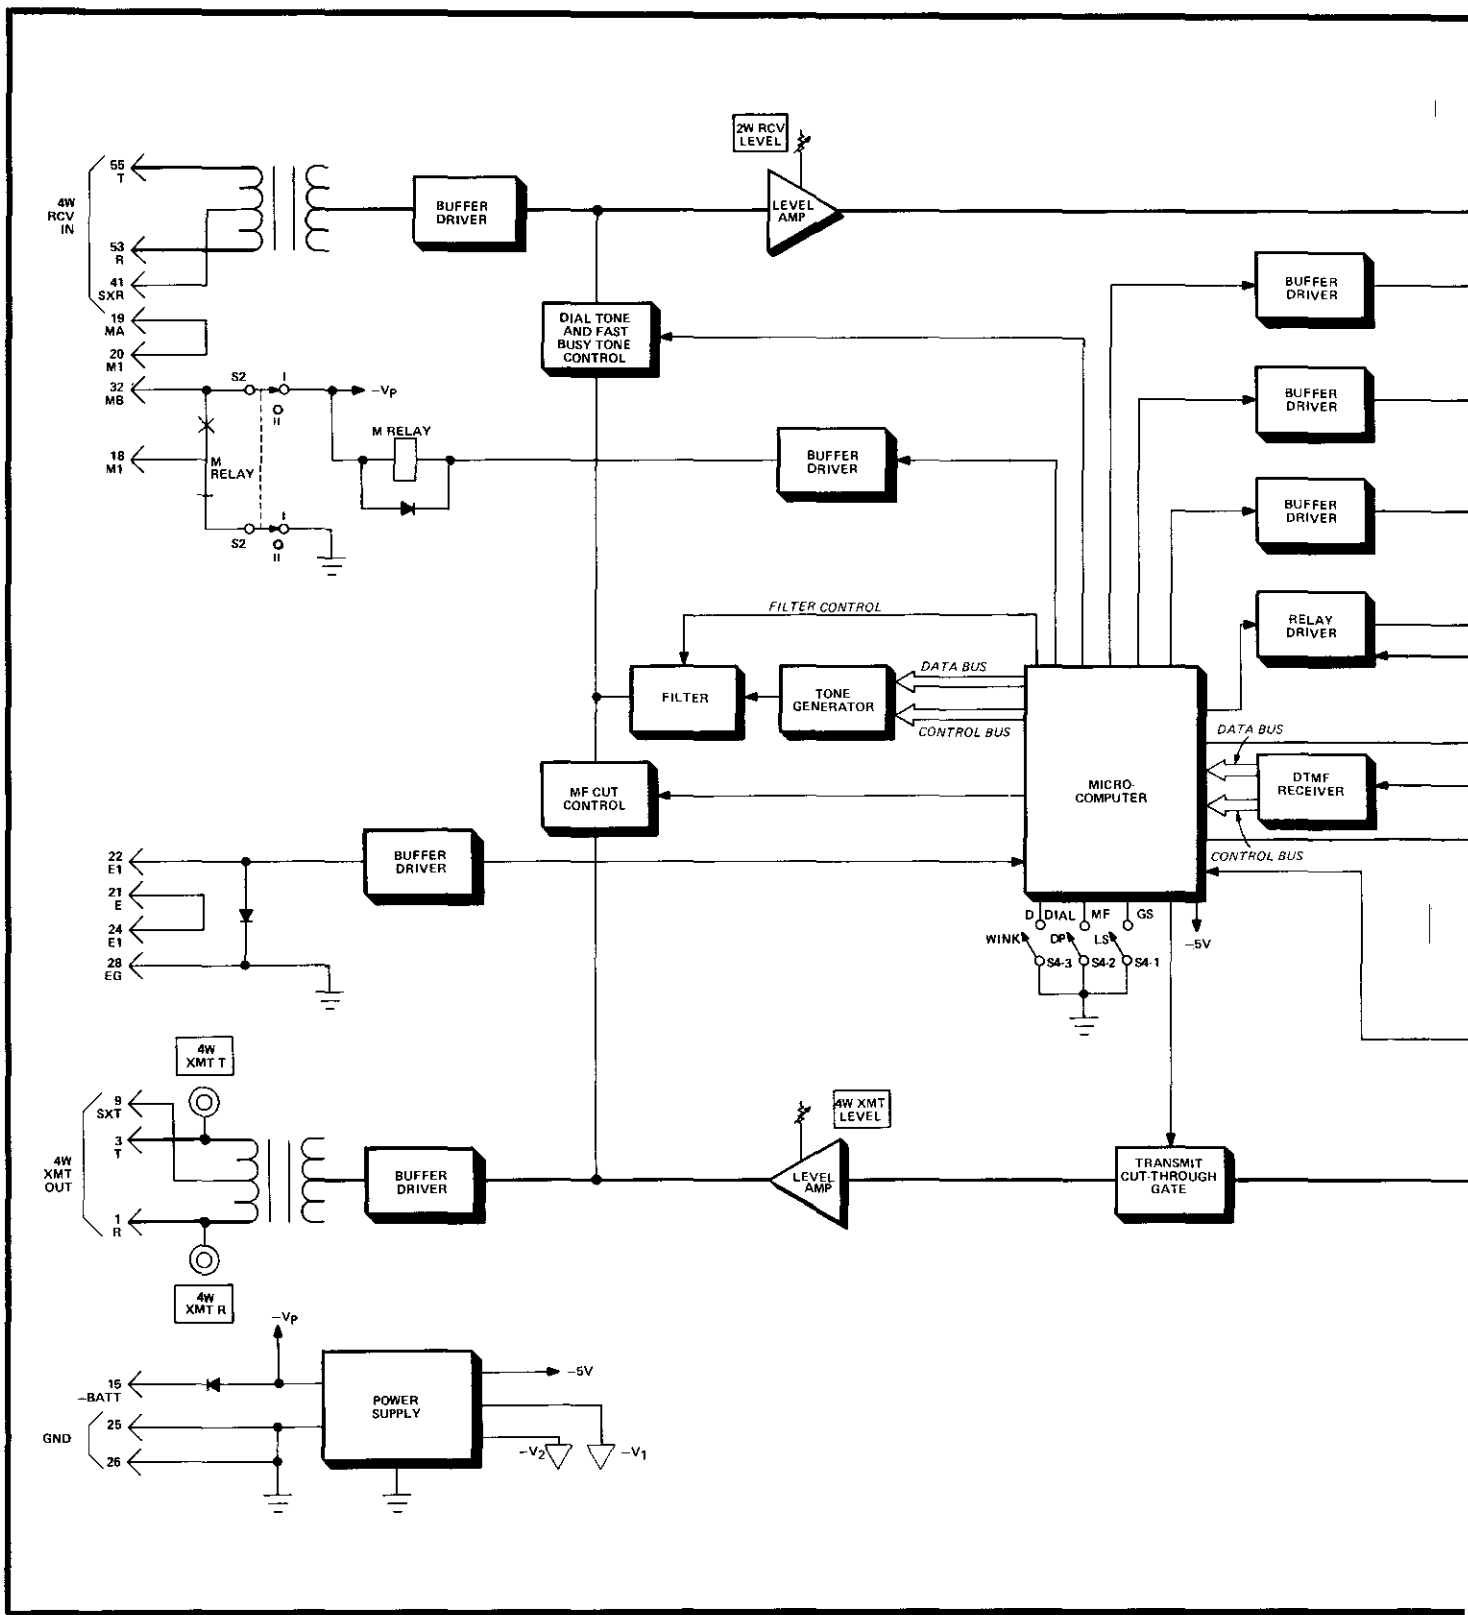 2W RCV
LEVEL
55
T
4W
RCV
IN
BUFFER
DRIVER
LEVEL
AMP
53
R
41
SXR
19
MA
20
M1
32
MB
18
M1
S2
I
II
–VP
M RELAY
M
RELAY
S2
I
II
DIAL TONE
AND FAST
BUSY TONE
CONTROL
BUFFER
DRIVER
BUFFER
DRIVER
BUFFER
DRIVER
BUFFER
DRIVER
RELAY
DRIVER
FILTER CONTROL
FILTER
TONE
GENERATOR
DATA BUS
CONTROL BUS
MICRO-
COMPUTER
DATA BUS
DTMF
RECEIVER
CONTROL BUS
MF CUT
CONTROL
22
E1
21
E
24
E1
28
EG
BUFFER
DRIVER
D DIAL MF GS
WINK DP LS
–5V
S4-3 S4-2 S4-1
4W
XMT T
9
SXT
3
T
4W
XMT
OUT
1
R
4W
XMT R
BUFFER
DRIVER
4W XMT
LEVEL
LEVEL
AMP
TRANSMIT
CUT-THROUGH
GATE
–VP
15
–BATT
GND
25
26
POWER
SUPPLY
–5V
–V2
–V1